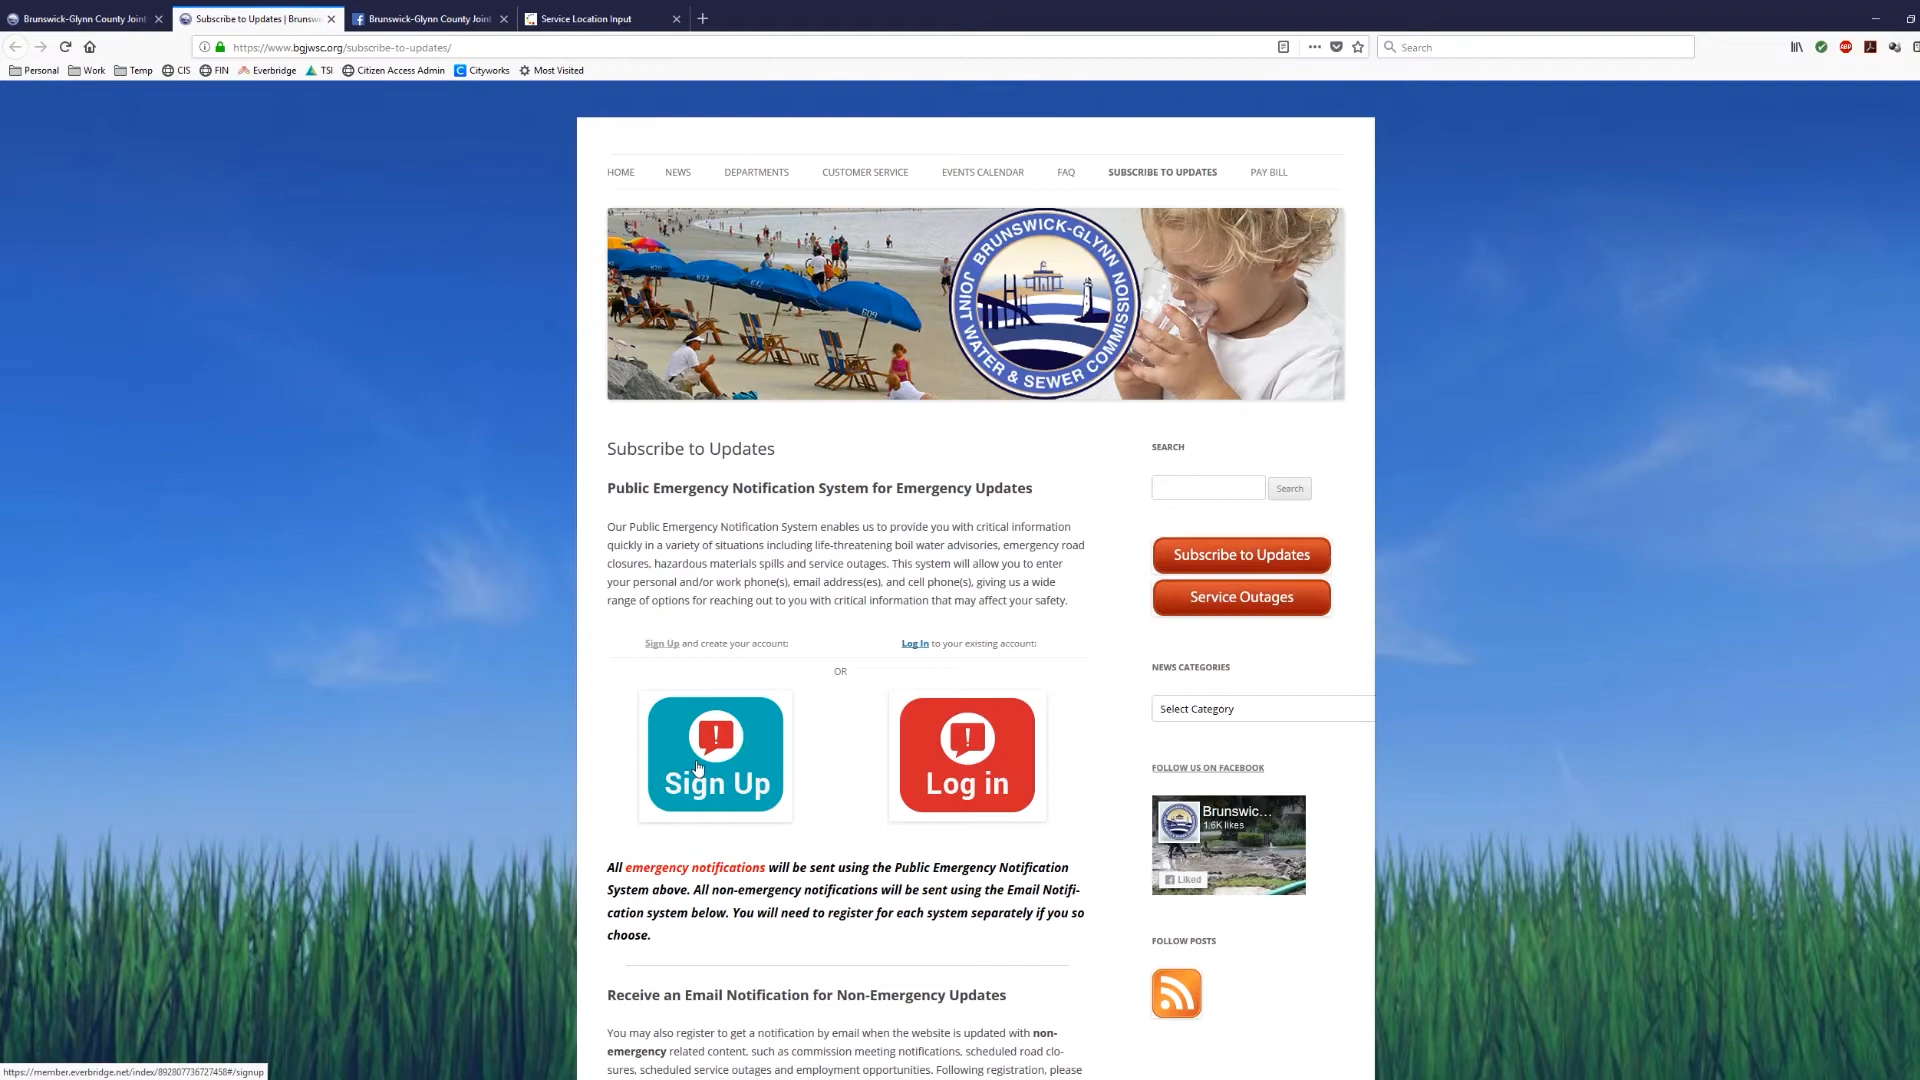 Brunswick-Glynn County Joint
Subscribe to Updates | Brunsw
Brunswick-Glynn County Joint
Service Location Input
https://www.bgjwsc.org/subscribe-to-updates/
Search
Personal
Work
Temp
CIS
FIN
Everbridge
TSI
Citizen Access Admin
Cityworks
Most Visited
HOME
NEWS
DEPARTMENTS
CUSTOMER SERVICE
EVENTS CALENDAR
FAQ
SUBSCRIBE TO UPDATES
PAY BILL
BRUNSWICK-GLYNN
JOINT WATER & SEWER COMMISSION
609
Subscribe to Updates
Public Emergency Notification System for Emergency Updates
Our Public Emergency Notification System enables us to provide you with critical information
quickly in a variety of situations including life-threatening boil water advisories, emergency road
closures, hazardous materials spills and service outages. This system will allow you to enter
your personal and/or work phone(s), email address(es), and cell phone(s), giving us a wide
range of options for reaching out to you with critical information that may affect your safety.
Sign Up and create your account:
Log In to your existing account:
OR
Sign Up
Log in
All emergency notifications will be sent using the Public Emergency Notification
System above. All non-emergency notifications will be sent using the Email Notifi-
cation system below. You will need to register for each system separately if you so
choose.
Receive an Email Notification for Non-Emergency Updates
You may also register to get a notification by email when the website is updated with non-
emergency related content, such as commission meeting notifications, scheduled road clo-
sures, scheduled service outages and employment opportunities. Following registration, please
SEARCH
Search
Subscribe to Updates
Service Outages
NEWS CATEGORIES
Select Category
FOLLOW US ON FACEBOOK
Brunswic...
1.6K likes
Liked
FOLLOW POSTS
https://member.everbridge.net/index/892807736727458#/signup